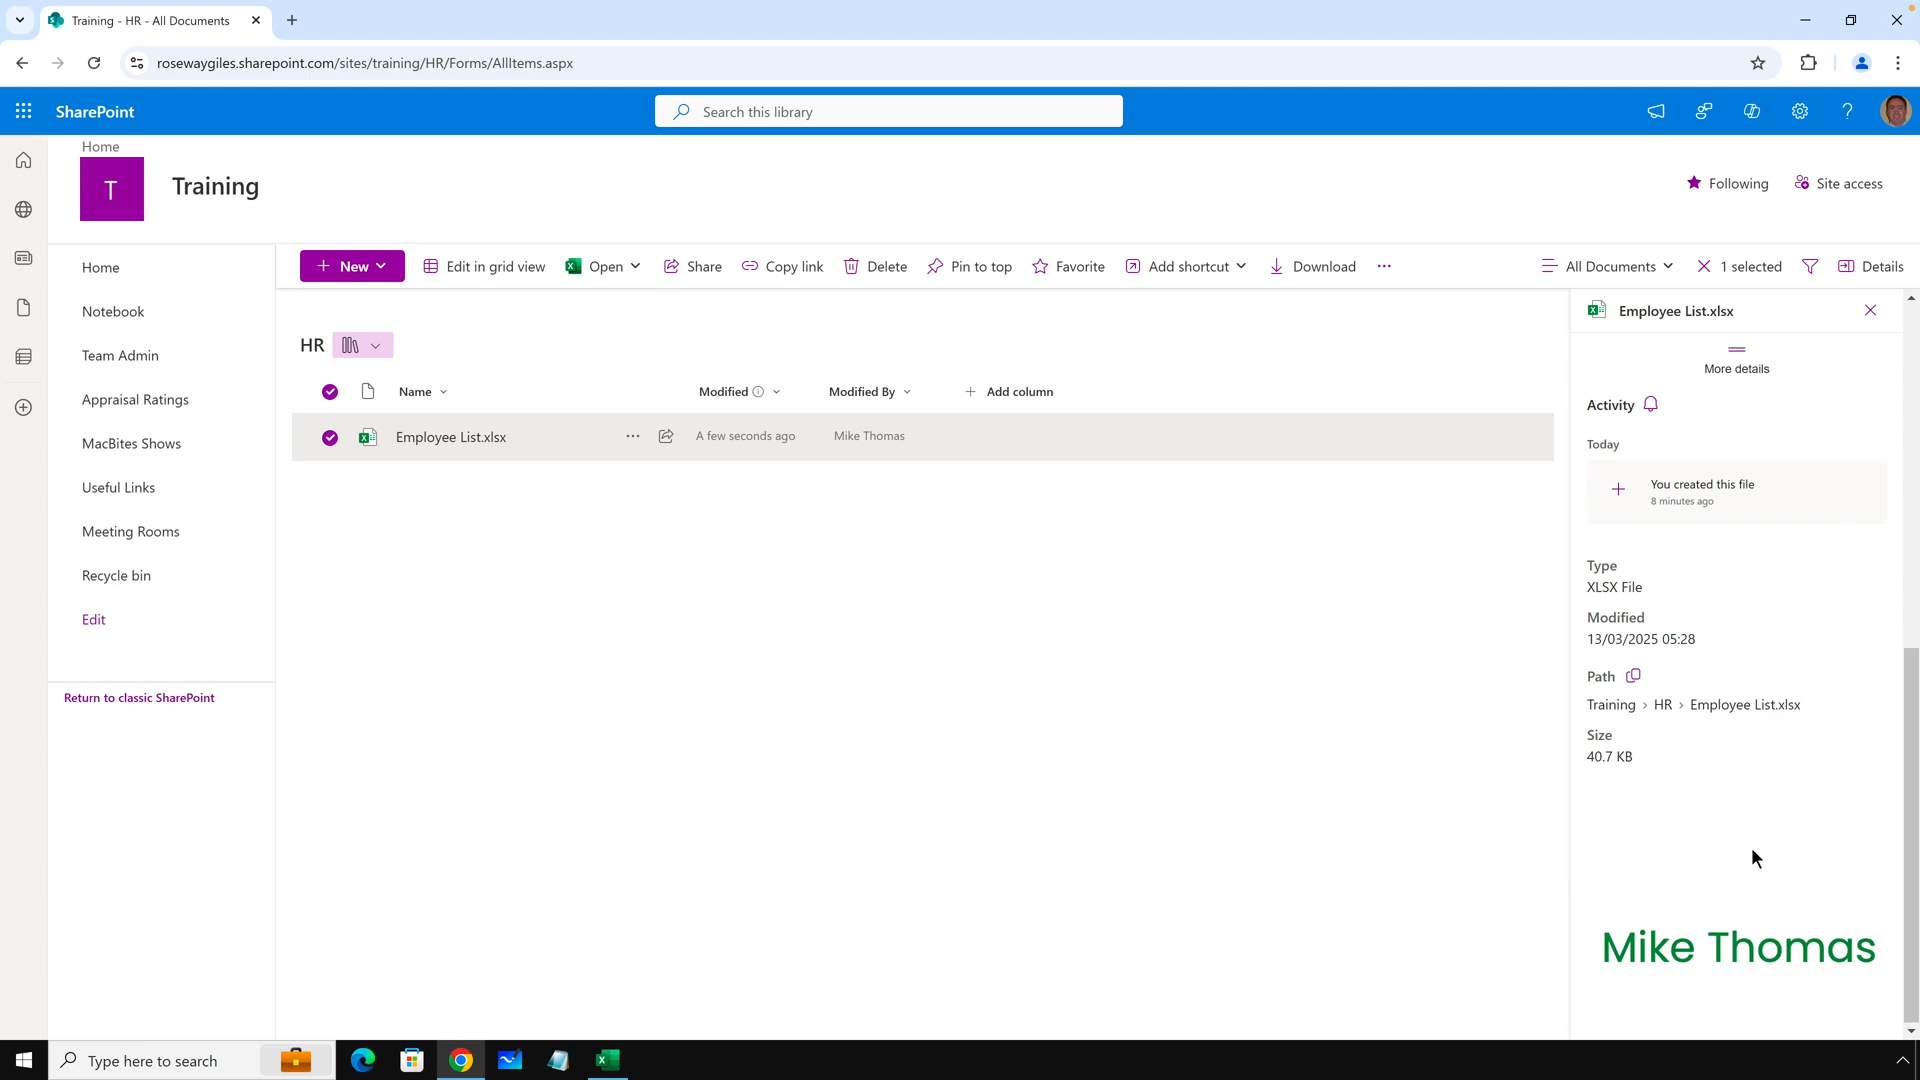 Training - HR - All Documents
rosewaygiles.sharepoint.com/sites/training/HR/Forms/AllItems.aspx
SharePoint
Search this library
Home
T
Training
Following
Site access
Home
Notebook
Team Admin
Appraisal Ratings
MacBites Shows
Useful Links
Meeting Rooms
Recycle bin
Edit
Return to classic SharePoint
New
Edit in grid view
Open
Share
Copy link
Delete
Pin to top
Favorite
Add shortcut
Download
All Documents
1 selected
Details
HR
Name
Modified
Modified By
Add column
Employee List.xlsx
A few seconds ago
Mike Thomas
Employee List.xlsx
More details
Activity
Today
You created this file
8 minutes ago
Type
XLSX File
Modified
13/03/2025 05:28
Path
Training > HR > Employee List.xlsx
Size
40.7 KB
Mike Thomas
Type here to search